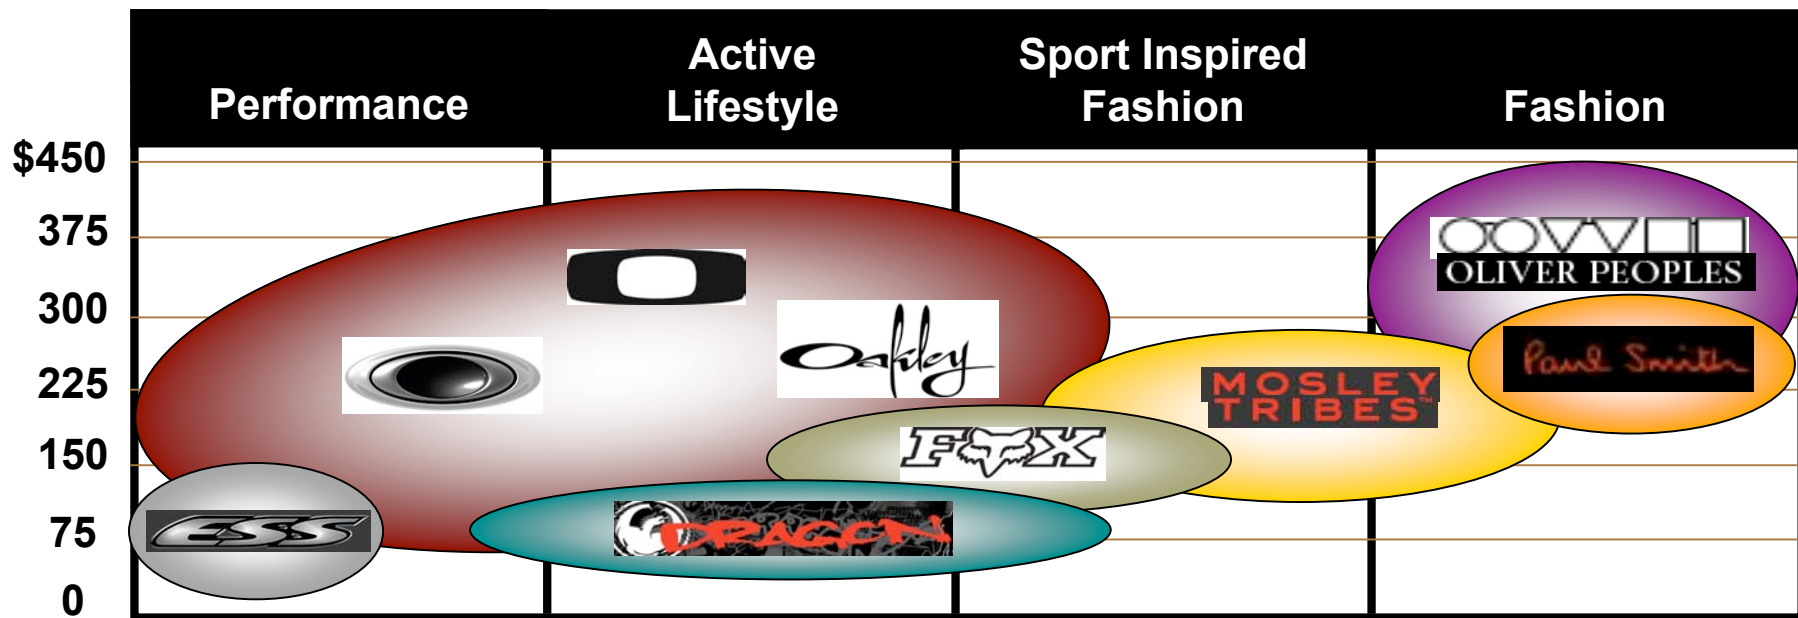 Performance
Active
Lifestyle
Sport Inspired
Fashion
Fashion
$450
375
300
225
150
75
0
OLIVER PEOPLES
Oakley
Paul Smith
MOSLEY
TRIBES™
FOX
ESS
DRAGON